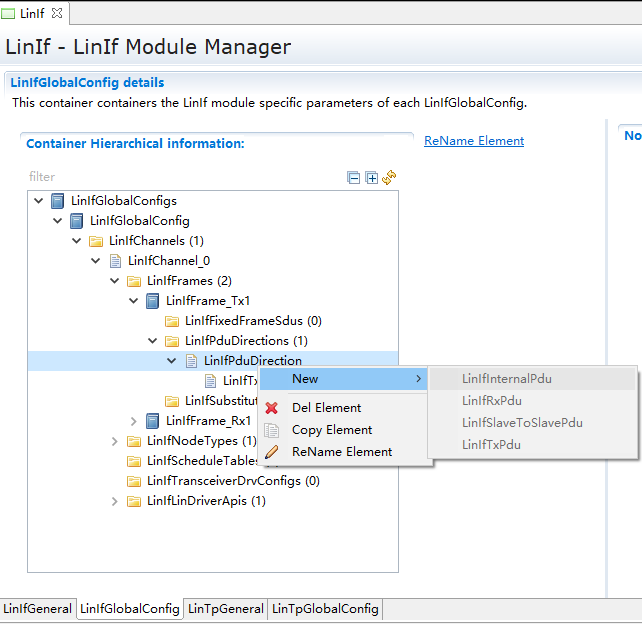 LinIf
LinIf - LinIf Module Manager
LinIfGlobalConfig details
This container containers the LinIf module specific parameters of each LinIfGlobalConfig.
Container Hierarchical information:
ReName Element
No
filter
LinIfGlobalConfigs
LinIfGlobalConfig
LinIfChannels (1)
LinIfChannel_0
LinIfFrames (2)
LinIfFrame_Tx1
LinIfFixedFrameSdus (0)
LinIfPduDirections (1)
LinIfPduDirection
LinIfTx
LinIfSubstitut
LinIfFrame_Rx1
LinIfNodeTypes (1)
LinIfScheduleTables
LinIfTransceiverDrvConfigs (0)
LinIfLinDriverApis (1)
New
Del Element
Copy Element
ReName Element
LinIfInternalPdu
LinIfRxPdu
LinIfSlaveToSlavePdu
LinIfTxPdu
LinIfGeneral LinIfGlobalConfig LinTpGeneral LinTpGlobalConfig